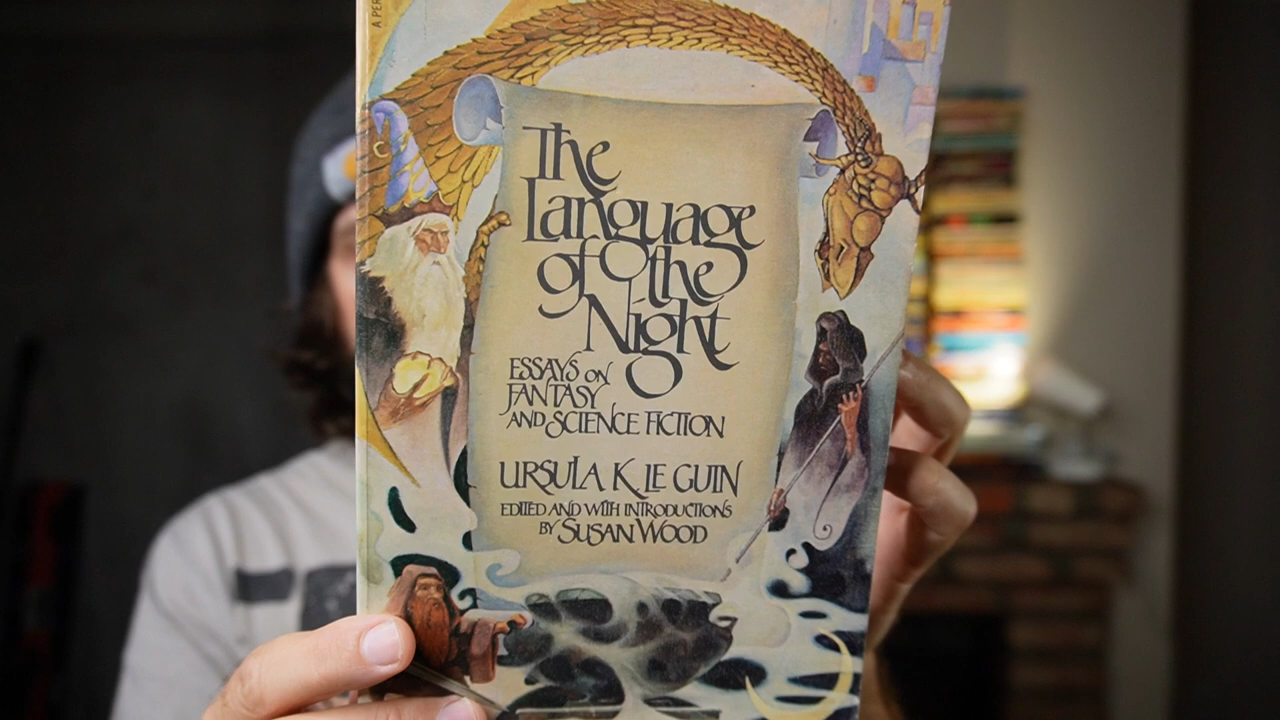 A PER
The
Language
of the
Night
ESSAYS ON
FANTASY
AND SCIENCE FICTION
URSULA K. LE GUIN
EDITED AND WITH INTRODUCTIONS
BY SUSAN WOOD